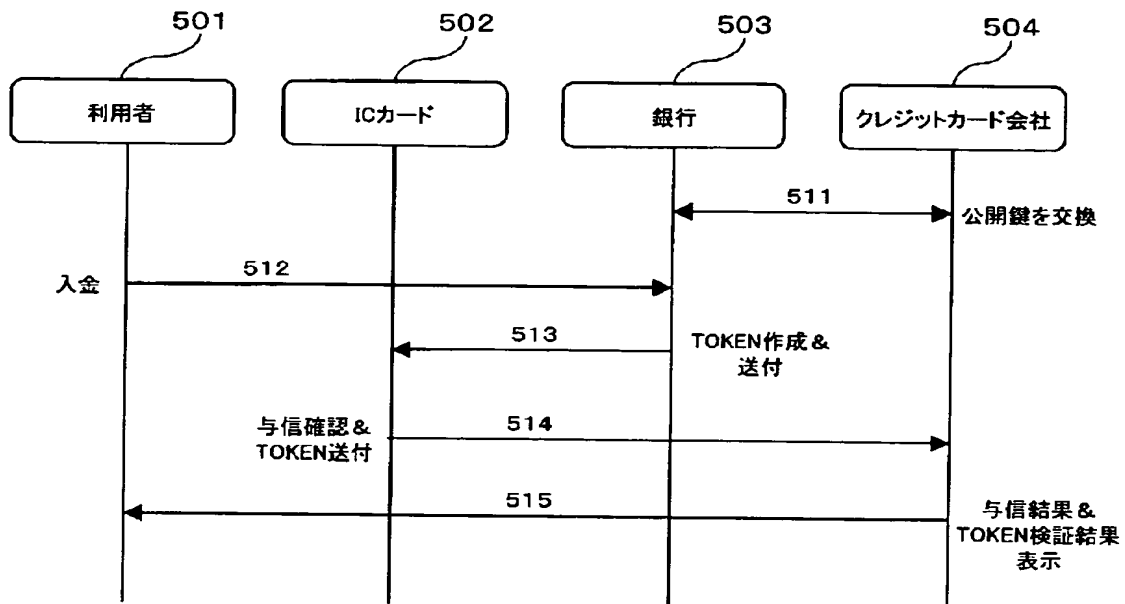 501
502
503
504
利用者
ICカード
銀行
クレジットカード会社
511
公開鍵を交換
入金
512
513
TOKEN作成&
送付
与信確認&
TOKEN送付
514
515
与信結果&
TOKEN検証結果
表示